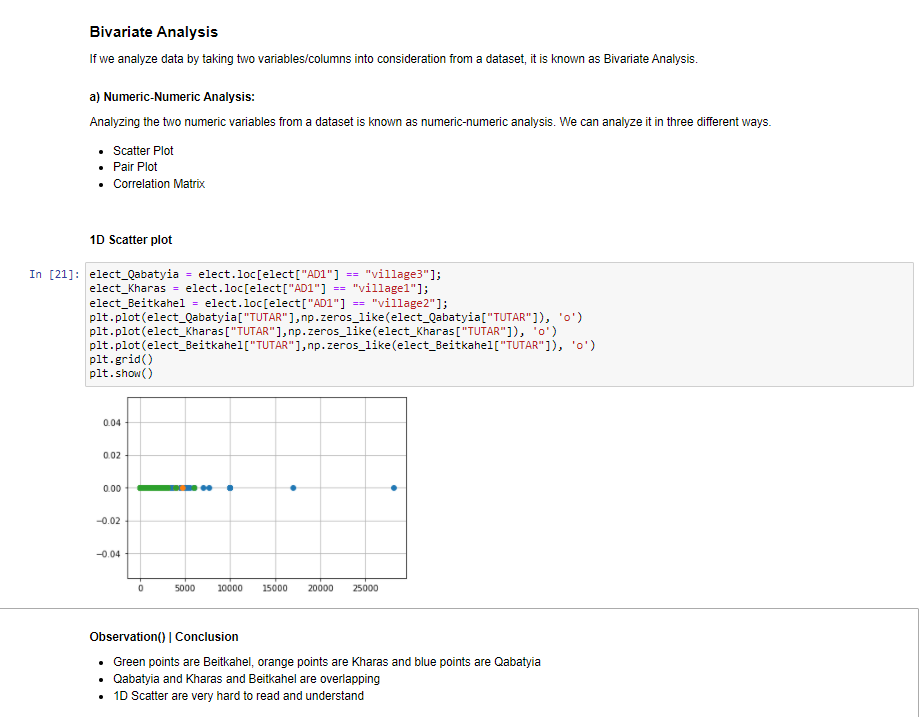 Bivariate Analysis
If we analyze data by taking two variables/columns into consideration from a dataset, it is known as Bivariate Analysis.
a) Numeric-Numeric Analysis:
Analyzing the two numeric variables from a dataset is known as numeric-numeric analysis. We can analyze it in three different ways.
• Scatter Plot
• Pair Plot
• Correlation Matrix
1D Scatter plot
In [21]: elect_Qabatyia = elect.loc[elect["AD1"] == "village3"];
elect_Kharas = elect.loc[elect["AD1"] == "village1"];
elect_Beitkahel = elect.loc[elect["AD1"] == "village2"];
plt.plot(elect_Qabatyia["TUTAR"],np.zeros_like(elect_Qabatyia["TUTAR"]), 'o')
plt.plot(elect_Kharas["TUTAR"],np.zeros_like(elect_Kharas["TUTAR"]), 'o')
plt.plot(elect_Beitkahel["TUTAR"],np.zeros_like(elect_Beitkahel["TUTAR"]), 'o')
plt.grid()
plt.show()
0.04
0.02
0.00
−0.02
−0.04
0 5000 10000 15000 20000 25000
Observation() | Conclusion
• Green points are Beitkahel, orange points are Kharas and blue points are Qabatyia
• Qabatyia and Kharas and Beitkahel are overlapping
• 1D Scatter are very hard to read and understand